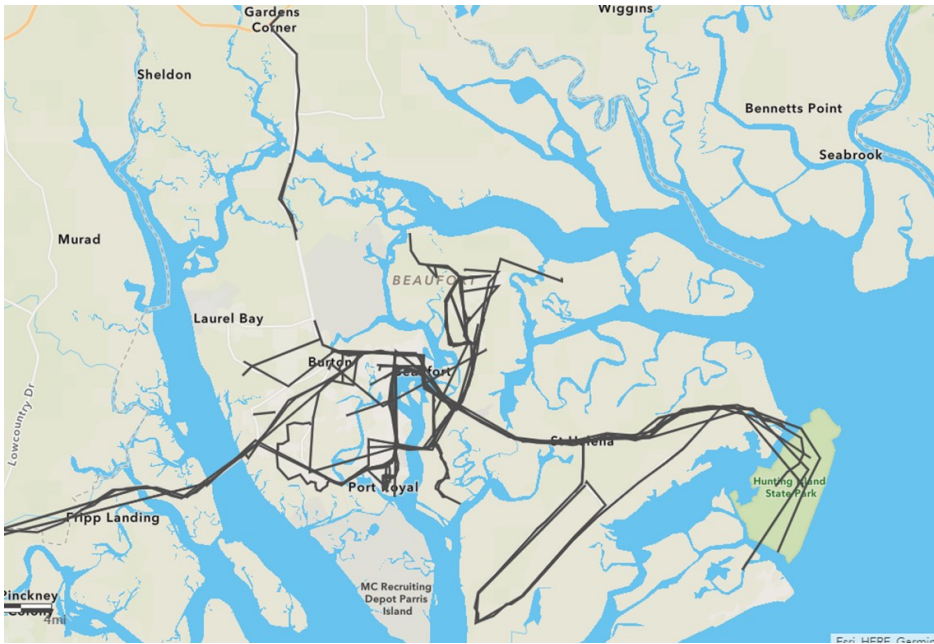 Gardens
Corner
Wiggins
Sheldon
Bennetts Point
Seabrook
Murad
BEAUFORT
Laurel Bay
Burton
Beaufort
Lowcountry Dr
St Helena
Port Royal
Hunting Island
State Park
Fripp Landing
MC Recruiting
Depot Parris
Island
Pinckney
Colony
4mi
Esri, HERE, Garmin